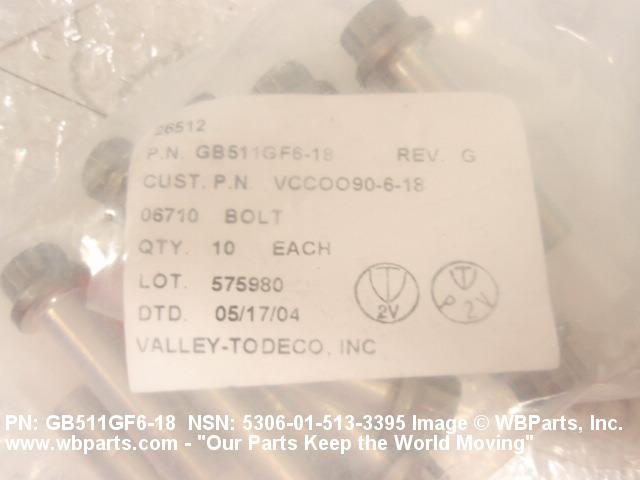 26512
P.N. GB511GF6-18 REV. G
CUST. P.N. VCCOO90-6-18
06710 BOLT
QTY. 10 EACH
LOT. 575980
DTD. 05/17/04
2V
P 2V
VALLEY-TODECO, INC
PN: GB511GF6-18 NSN: 5306-01-513-3395 Image © WBParts, Inc.
www.wbparts.com - "Our Parts Keep the World Moving"